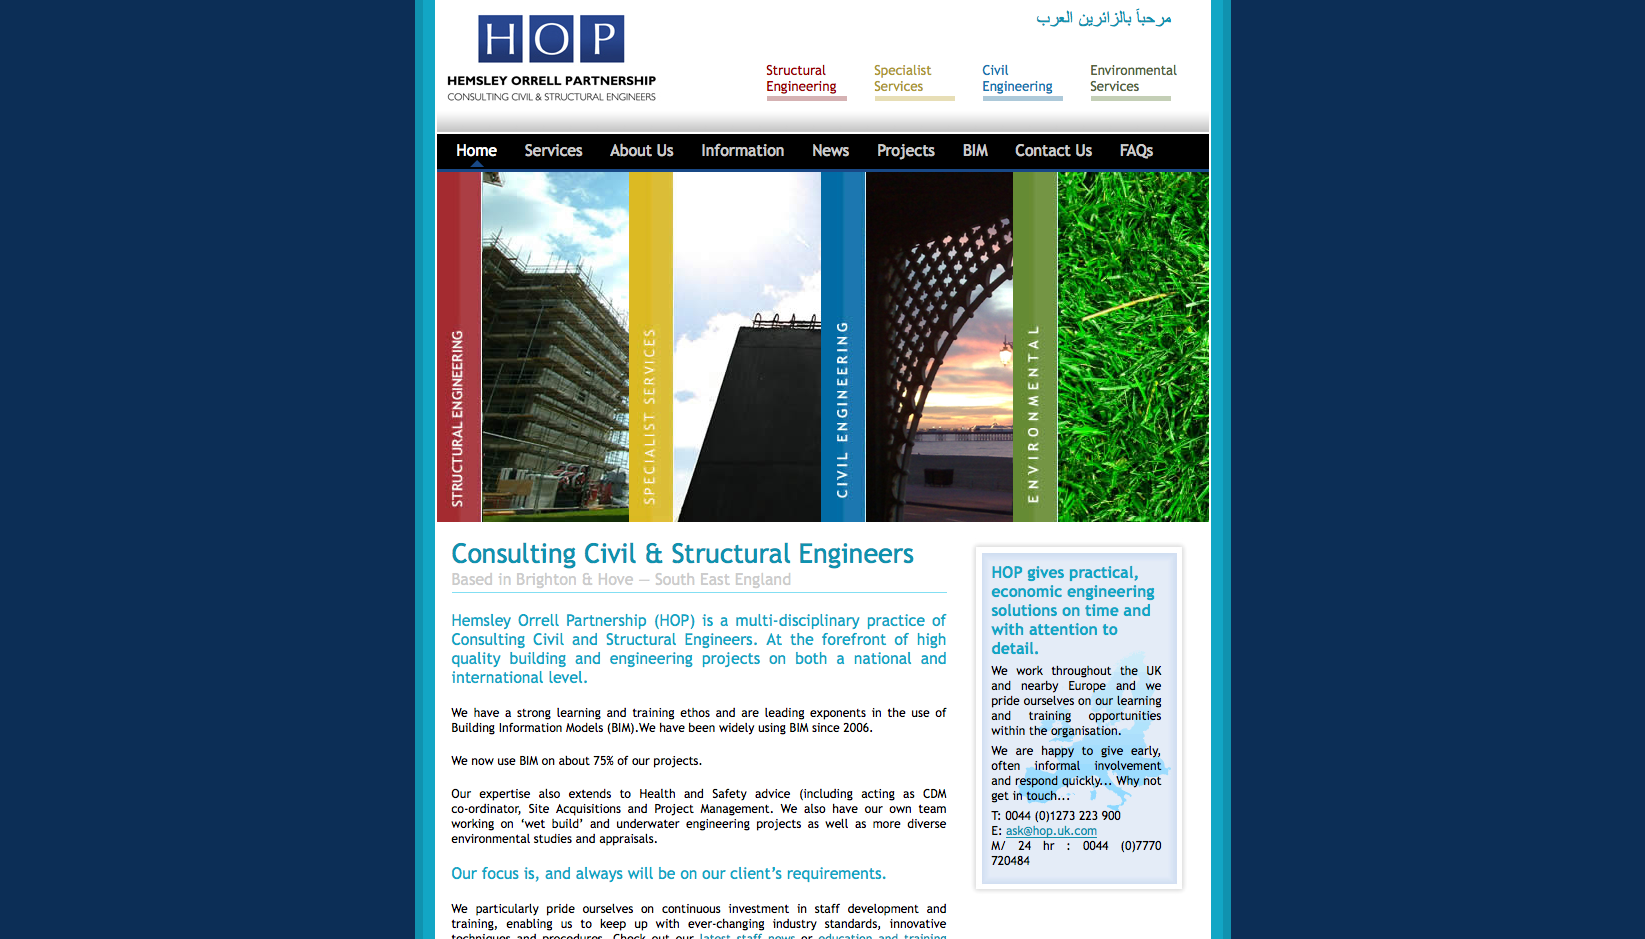 HOP
HEMSLEY ORRELL PARTNERSHIP
CONSULTING CIVIL & STRUCTURAL ENGINEERS
مرحباً بالزائرين العرب
Structural
Engineering
Specialist
Services
Civil
Engineering
Environmental
Services
Home Services About Us Information News Projects BIM Contact Us FAQs
STRUCTURAL ENGINEERING
SPECIALIST SERVICES
CIVIL ENGINEERING
ENVIRONMENTAL
Consulting Civil & Structural Engineers
Based in Brighton & Hove — South East England
Hemsley Orrell Partnership (HOP) is a multi-disciplinary practice of
Consulting Civil and Structural Engineers. At the forefront of high
quality building and engineering projects on both a national and
international level.
We have a strong learning and training ethos and are leading exponents in the use of
Building Information Models (BIM).We have been widely using BIM since 2006.
We now use BIM on about 75% of our projects.
Our expertise also extends to Health and Safety advice (including acting as CDM
co-ordinator, Site Acquisitions and Project Management. We also have our own team
working on ‘wet build’ and underwater engineering projects as well as more diverse
environmental studies and appraisals.
Our focus is, and always will be on our client’s requirements.
We particularly pride ourselves on continuous investment in staff development and
training, enabling us to keep up with ever-changing industry standards, innovative
techniques and procedures. Check out our latest staff news or education and training
HOP gives practical,
economic engineering
solutions on time and
with attention to
detail.
We work throughout the UK
and nearby Europe and we
pride ourselves on our learning
and training opportunities
within the organisation.
We are happy to give early,
often informal involvement
and respond quickly... Why not
get in touch...
T: 0044 (0)1273 223 900
E: ask@hop.uk.com
M/ 24 hr : 0044 (0)7770
720484